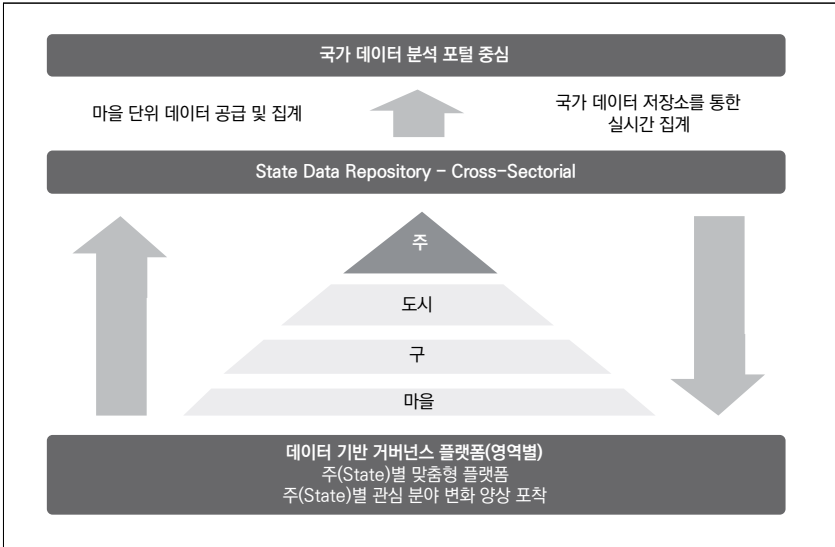 국가 데이터 분석 포털 중심
마을 단위 데이터 공급 및 집계
국가 데이터 저장소를 통한
실시간 집계
State Data Repository – Cross-Sectorial
주
도시
구
마을
데이터 기반 거버넌스 플랫폼(영역별)
주(State)별 맞춤형 플랫폼
주(State)별 관심 분야 변화 양상 포착